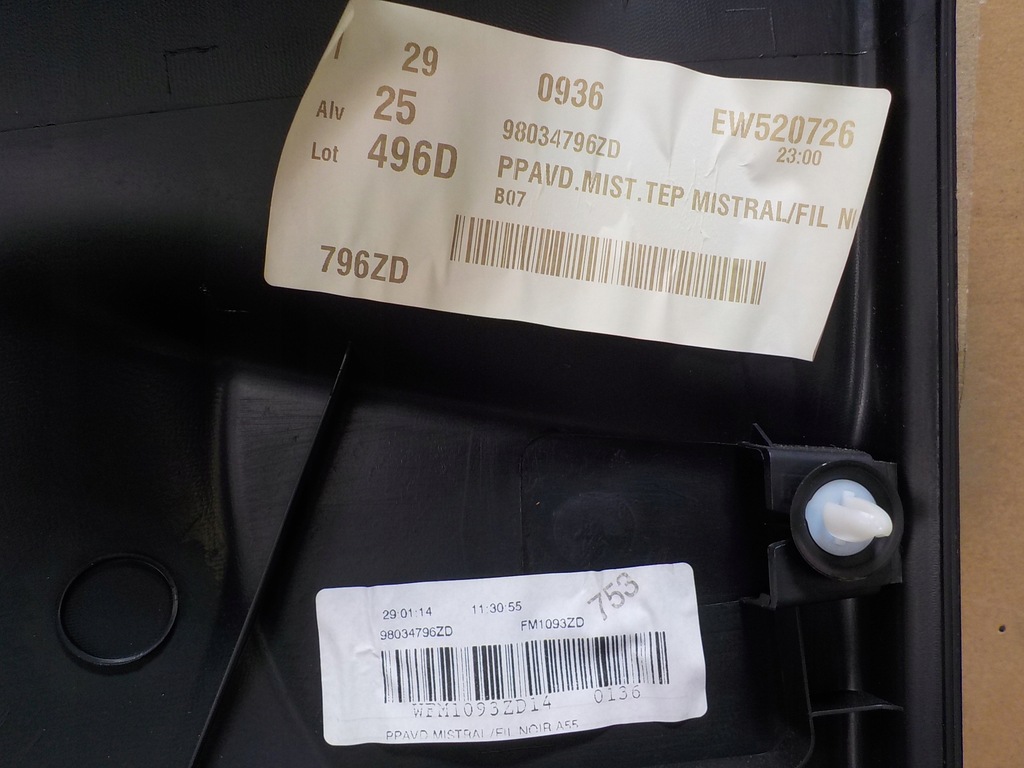 29 0936 EW520726
Alv 25 98034796ZD 23:00
Lot 496D PPAVD.MIST.TEP MISTRAL/FIL
B07
796ZD
753
29:01:14 11:30:55
98034796ZD FM1093ZD
WFM1093ZD14 0136
PPAVD MISTRAL/FIL NOIR A55